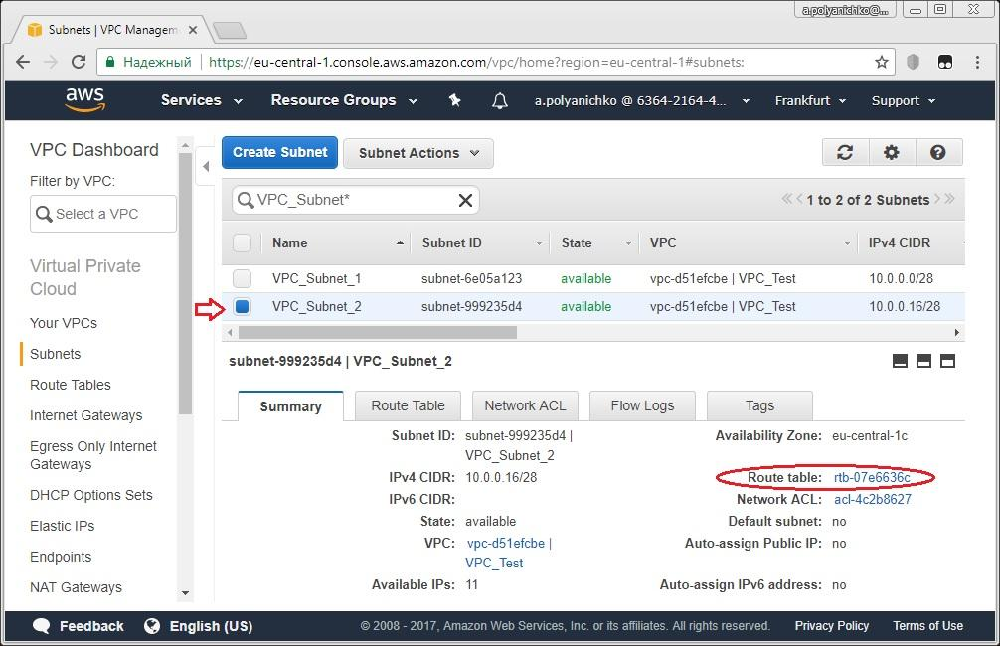 a.polyanichko@...
Subnets | VPC Managem
Надежный
https://eu-central-1.console.aws.amazon.com/vpc/home?region=eu-central-1#subnets:
aws Services Resource Groups a.polyanichko @ 6364-2164-4... Frankfurt Support
VPC Dashboard
Filter by VPC:
Select a VPC
Virtual Private
Cloud
Your VPCs
Subnets
Route Tables
Internet Gateways
Egress Only Internet
Gateways
DHCP Options Sets
Elastic IPs
Endpoints
NAT Gateways
Create Subnet Subnet Actions
VPC_Subnet* 1 to 2 of 2 Subnets
Name Subnet ID State VPC IPv4 CIDR
VPC_Subnet_1 subnet-6e05a123 available vpc-d51efcbe | VPC_Test 10.0.0.0/28
VPC_Subnet_2 subnet-999235d4 available vpc-d51efcbe | VPC_Test 10.0.0.16/28
subnet-999235d4 | VPC_Subnet_2
Summary Route Table Network ACL Flow Logs Tags
Subnet ID: subnet-999235d4 |
VPC_Subnet_2
IPv4 CIDR: 10.0.0.16/28
IPv6 CIDR:
State: available
VPC: vpc-d51efcbe |
VPC_Test
Available IPs: 11
Availability Zone: eu-central-1c
Route table: rtb-07e6636c
Network ACL: acl-4c2b8627
Default subnet: no
Auto-assign Public IP: no
Auto-assign IPv6 address: no
Feedback English (US) © 2008 - 2017, Amazon Web Services, Inc. or its affiliates. All rights reserved. Privacy Policy Terms of Use